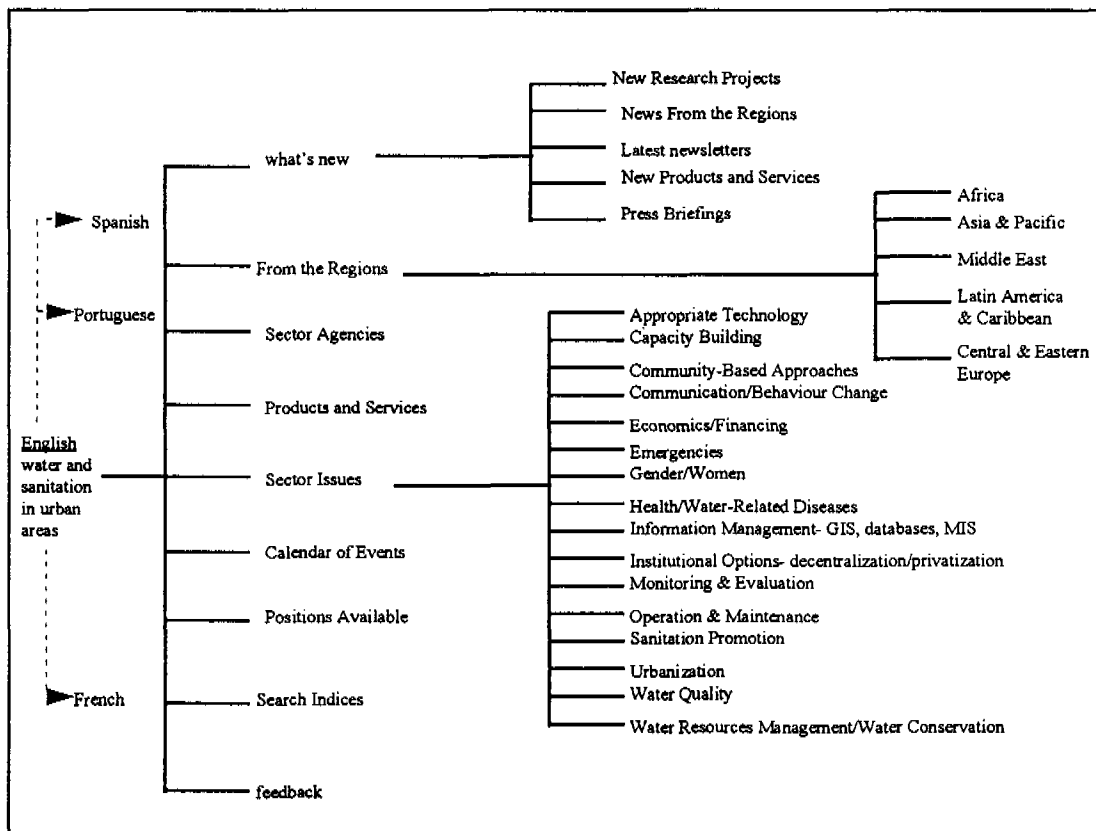 English
water and
sanitation
in urban
areas
Spanish
Portuguese
French
what's new
From the Regions
Sector Agencies
Products and Services
Sector Issues
Calendar of Events
Positions Available
Search Indices
feedback
New Research Projects
News From the Regions
Latest newsletters
New Products and Services
Press Briefings
Africa
Asia & Pacific
Middle East
Latin America
& Caribbean
Central & Eastern
Europe
Appropriate Technology
Capacity Building
Community-Based Approaches
Communication/Behaviour Change
Economics/Financing
Emergencies
Gender/Women
Health/Water-Related Diseases
Information Management- GIS, databases, MIS
Institutional Options- decentralization/privatization
Monitoring & Evaluation
Operation & Maintenance
Sanitation Promotion
Urbanization
Water Quality
Water Resources Management/Water Conservation